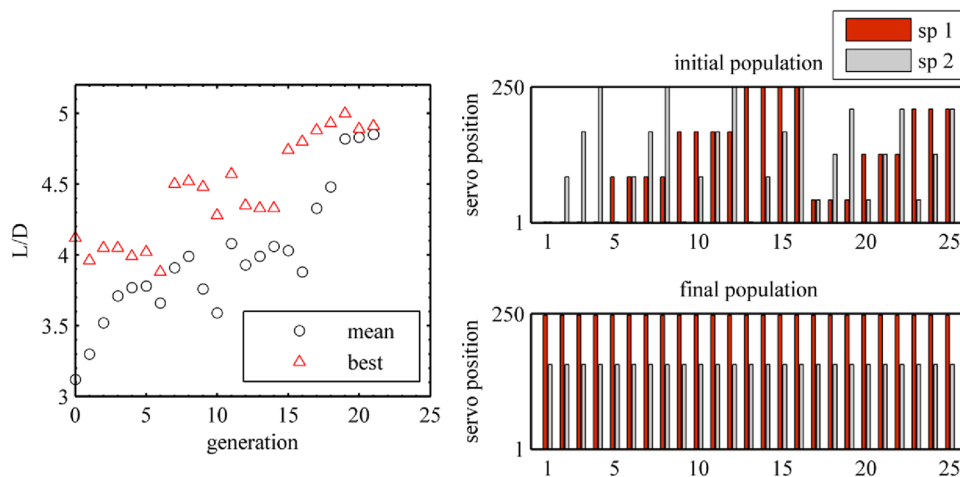 5
4.5
4
3.5
3
L/D
0 5 10 15 20 25
generation
mean
best
sp 1
sp 2
initial population
250
servo position
1
1 5 10 15 20 25
final population
250
servo position
1
1 5 10 15 20 25